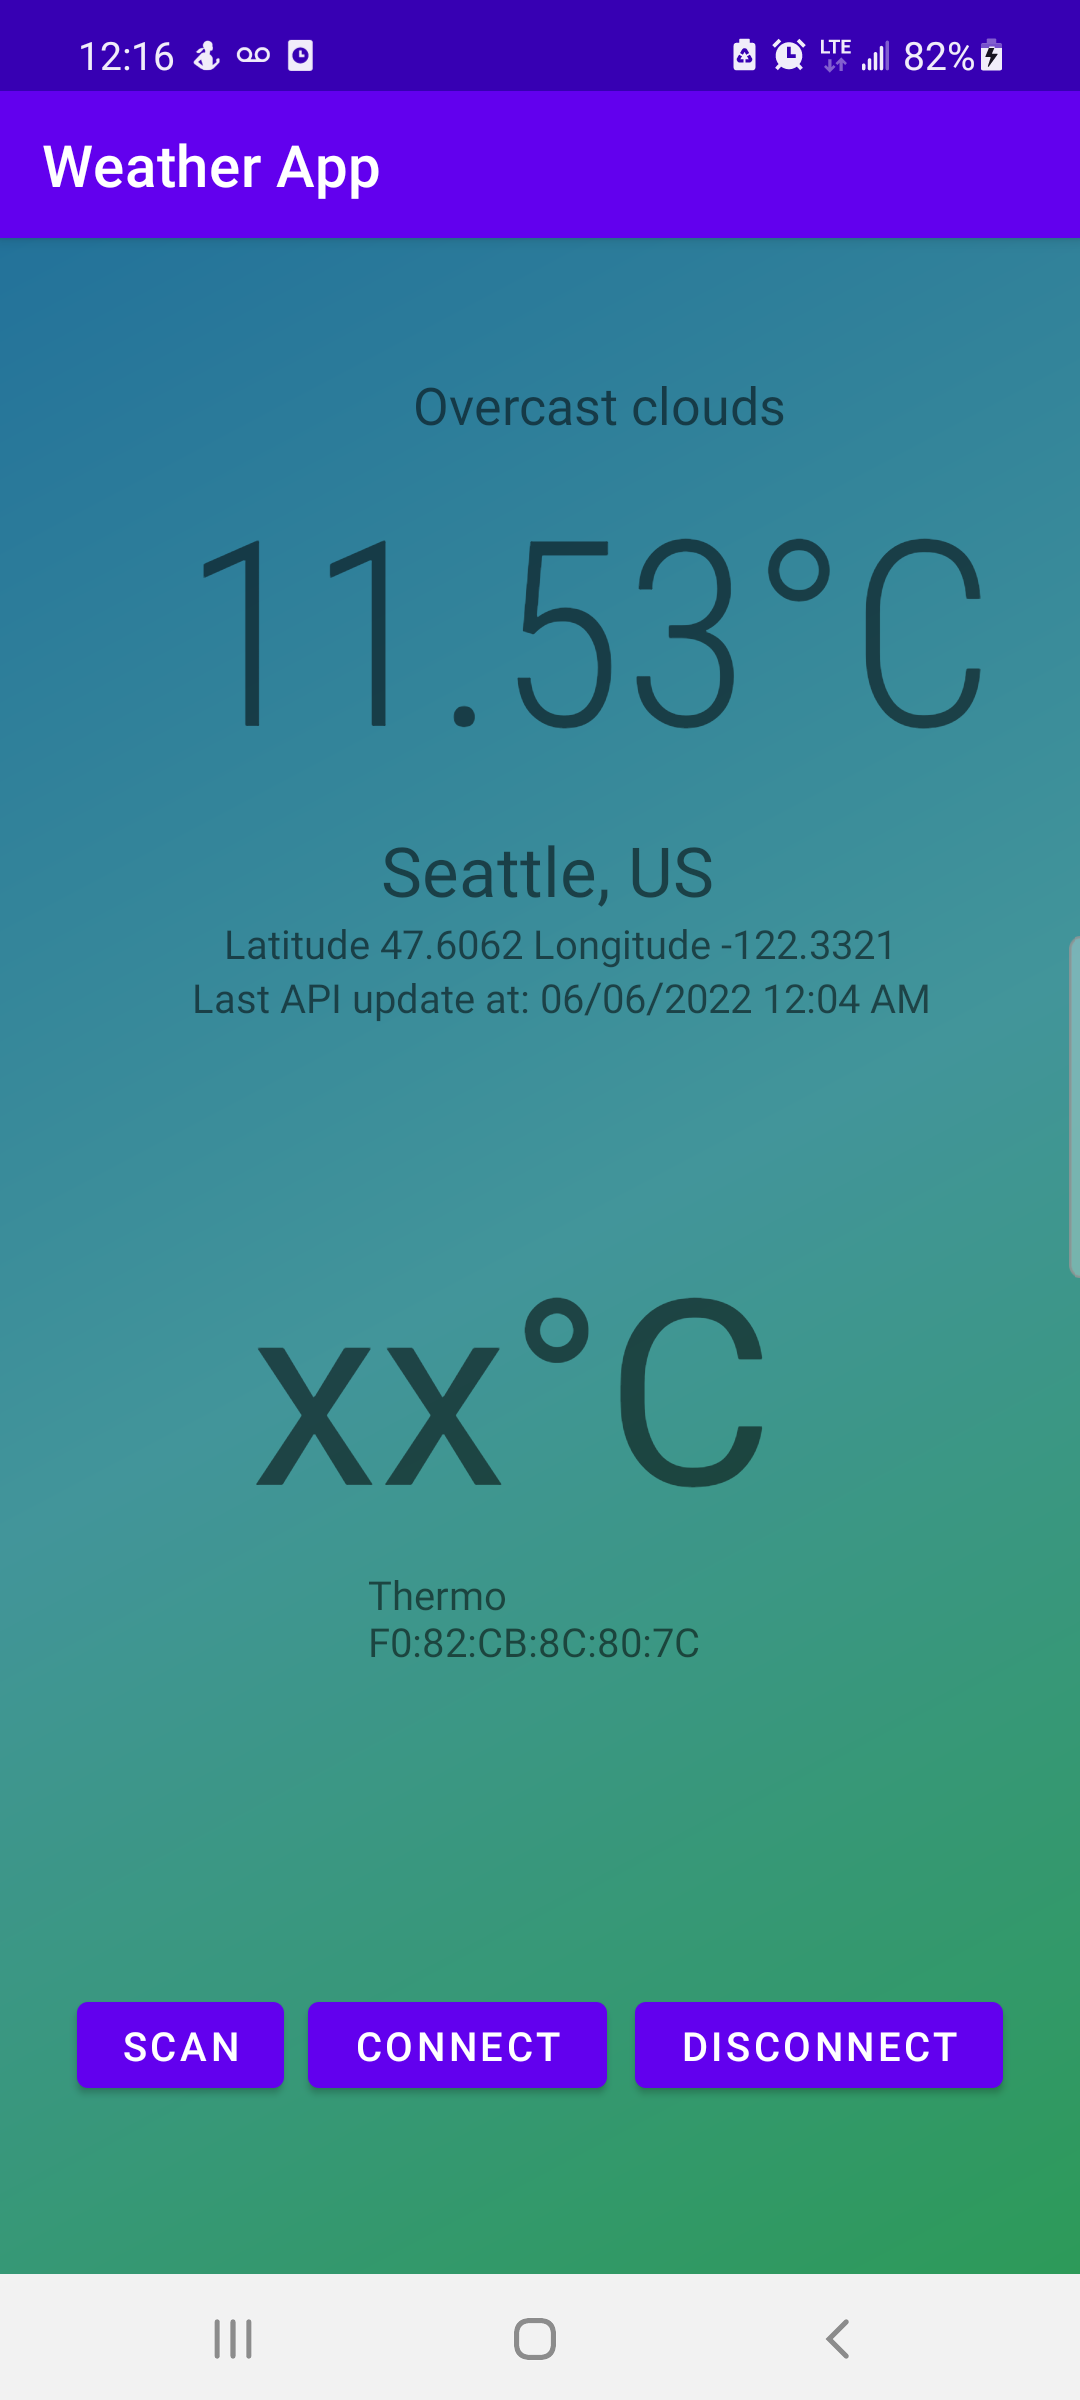 12:16 LTE 82%
Weather App
Overcast clouds
11.53°C
Seattle, US
Latitude 47.6062 Longitude -122.3321
Last API update at: 06/06/2022 12:04 AM
xx°C
Thermo
F0:82:CB:8C:80:7C
SCAN CONNECT DISCONNECT